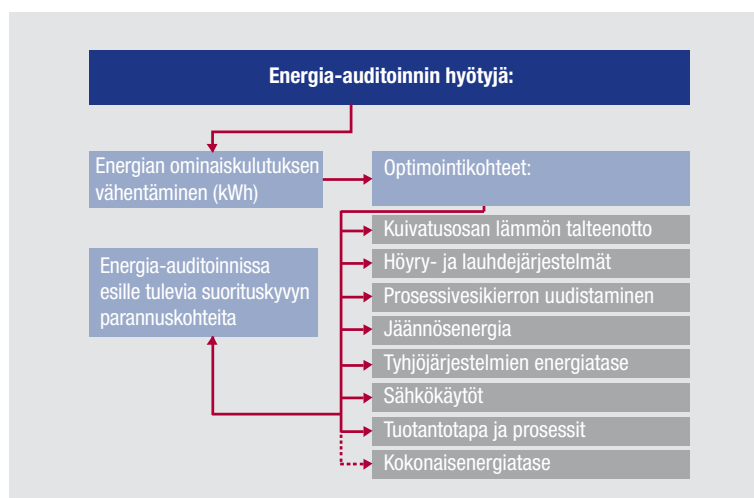 Energia-auditoinnin hyötyjä:
Energian ominaiskulutuksen
vähentäminen (kWh)
Optimointikohteet:
Energia-auditoinnissa
esille tulevia suorituskyvyn
parannuskohteita
Kuivatusosan lämmön talteenotto
Höyry- ja lauhdejärjestelmät
Prosessivesikierron uudistaminen
Jäännösenergia
Tyhjöjärjestelmien energiatase
Sähkökäytöt
Tuotantotapa ja prosessit
Kokonaisenergiatase